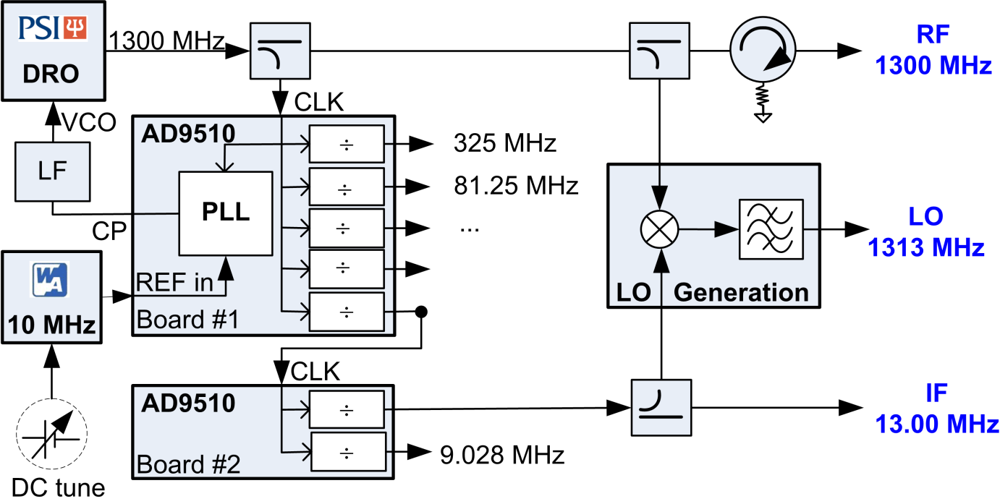 PSI Ψ
DRO
1300 MHz
RF
1300 MHz
CLK
VCO
AD9510
÷
325 MHz
LF
÷
81.25 MHz
PLL
CP
÷
...
LO
1313 MHz
÷
WA
10 MHz
REF in
LO Generation
÷
Board #1
CLK
AD9510
÷
IF
13.00 MHz
÷
9.028 MHz
Board #2
DC tune